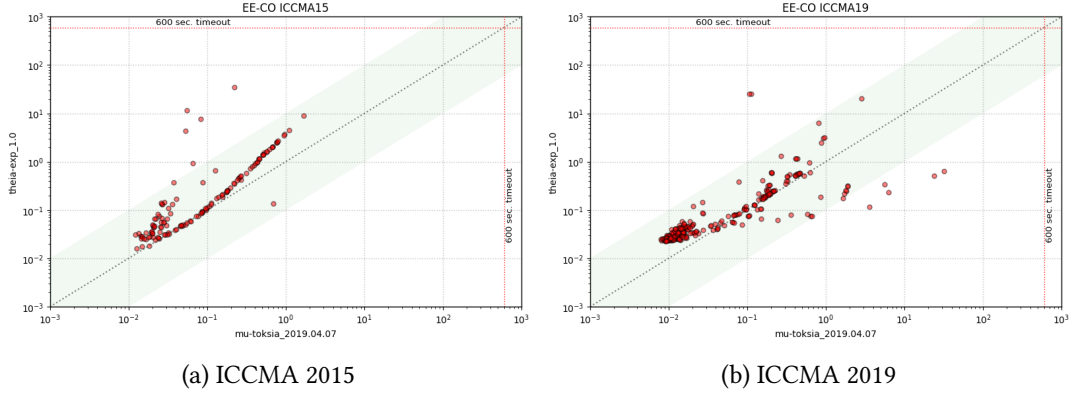 EE-CO ICCMA15
600 sec. timeout
10³
10²
10¹
10⁰
10⁻¹
10⁻²
10⁻³
theia-exp_1.0
600 sec. timeout
10⁻³ 10⁻² 10⁻¹ 10⁰ 10¹ 10² 10³
mu-toksia_2019.04.07
(a) ICCMA 2015
EE-CO ICCMA19
600 sec. timeout
10³
10²
10¹
10⁰
10⁻¹
10⁻²
10⁻³
theia-exp_1.0
600 sec. timeout
10⁻³ 10⁻² 10⁻¹ 10⁰ 10¹ 10² 10³
mu-toksia_2019.04.07
(b) ICCMA 2019